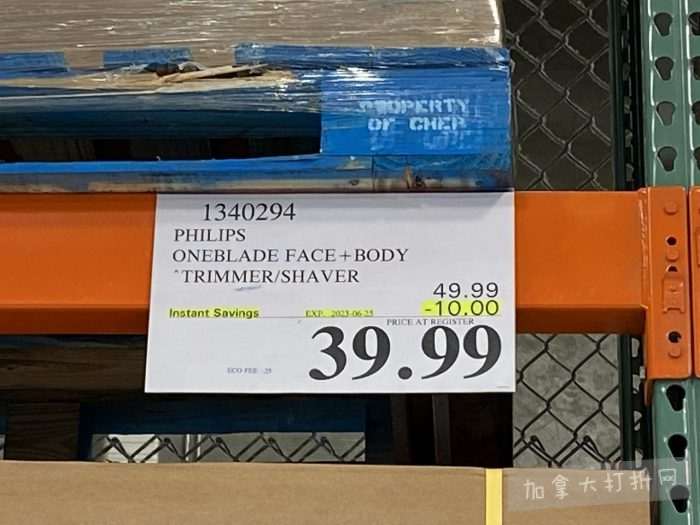 PROPERTY
OF CHEP
1340294
PHILIPS
ONEBLADE FACE+BODY
*TRIMMER/SHAVER
49.99
Instant Savings EXP. 2023-06-25 -10.00
PRICE AT REGISTER
39.99
ECO FEE .25
加拿大打折网